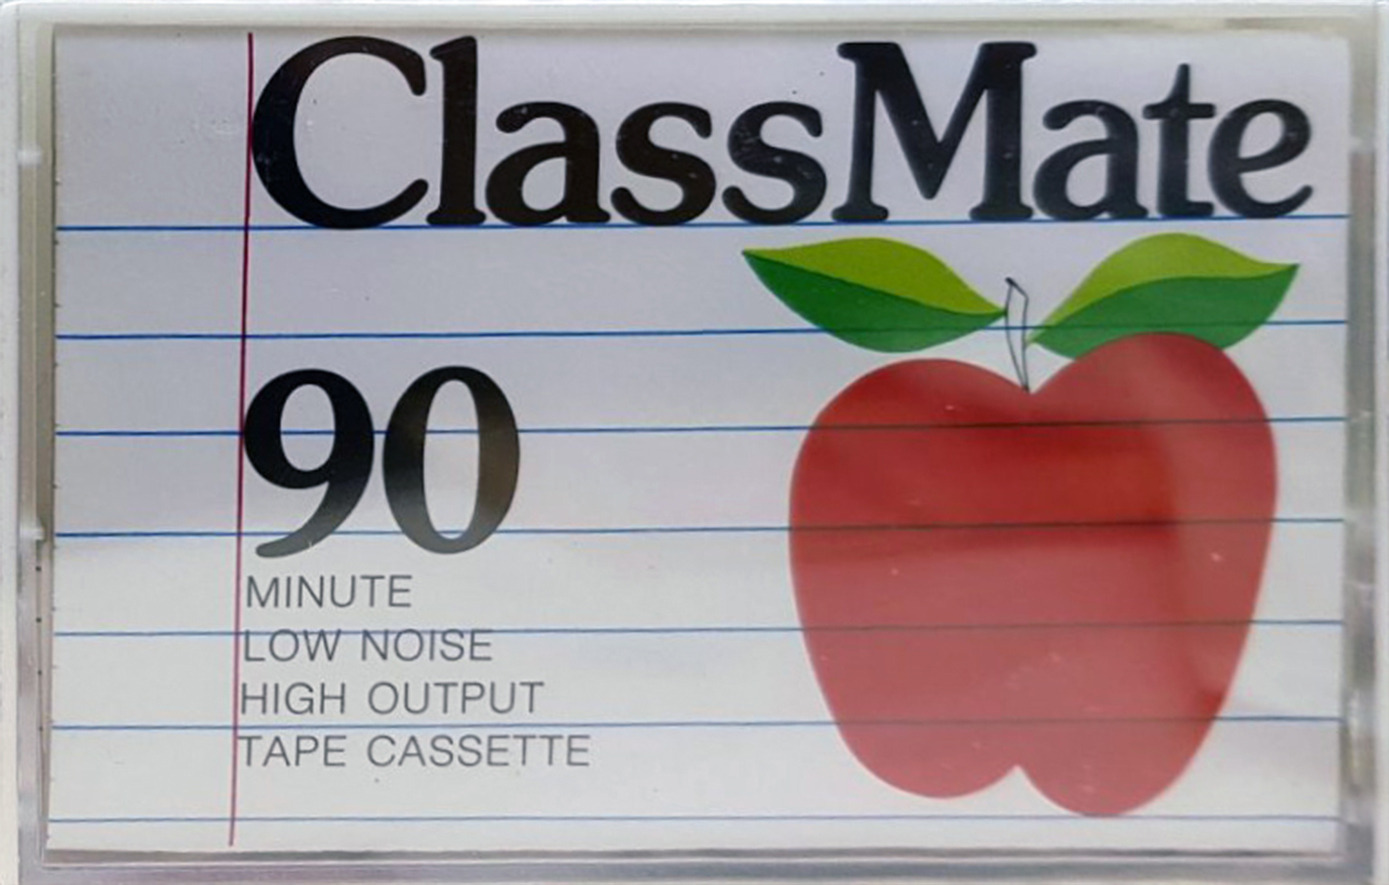 ClassMate
90
MINUTE
LOW NOISE
HIGH OUTPUT
TAPE CASSETTE